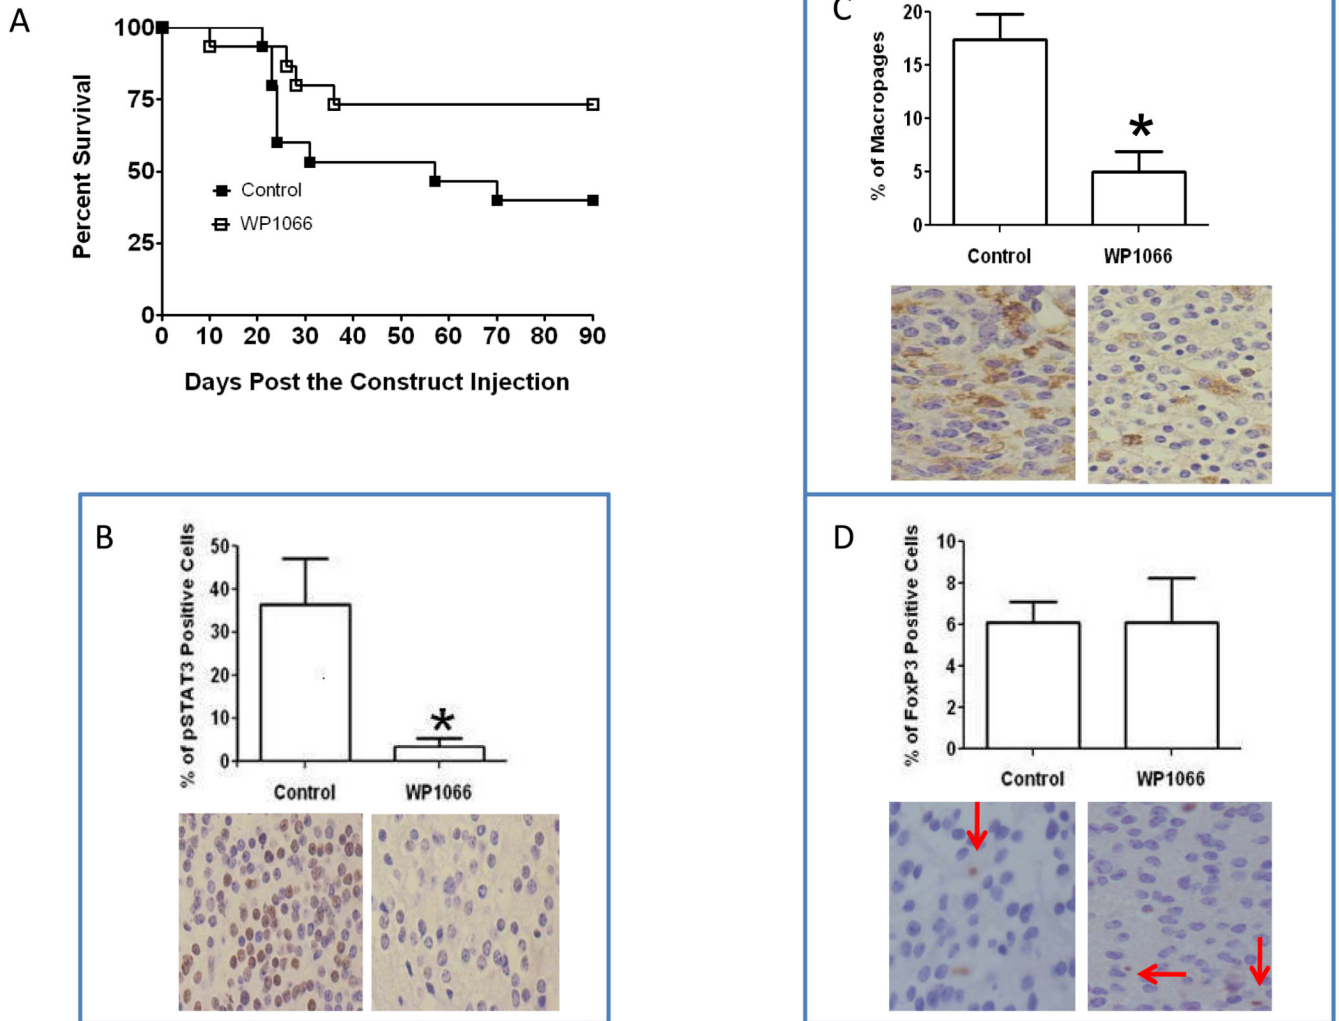 A
100
75
50
25
0
Percent Survival
Control
WP1066
0 10 20 30 40 50 60 70 80 90
Days Post the Construct Injection
B
50
40
30
20
10
0
% of pSTAT3 Positive Cells
*
Control WP1066
C
20
15
10
5
0
% of Macropages
*
Control WP1066
D
10
8
6
4
2
0
% of FoxP3 Positive Cells
Control WP1066